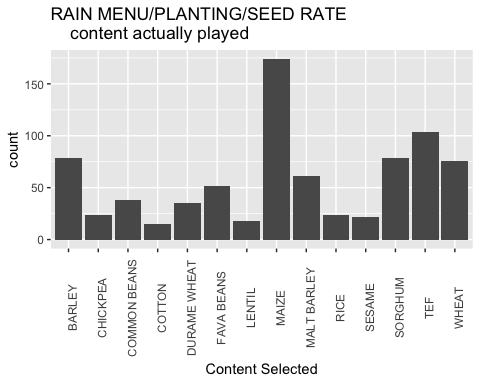 RAIN MENU/PLANTING/SEED RATE
content actually played
count
150
100
50
0
BARLEY
CHICKPEA
COMMON BEANS
COTTON
DURAME WHEAT
FAVA BEANS
LENTIL
MAIZE
MALT BARLEY
RICE
SESAME
SORGHUM
TEF
WHEAT
Content Selected